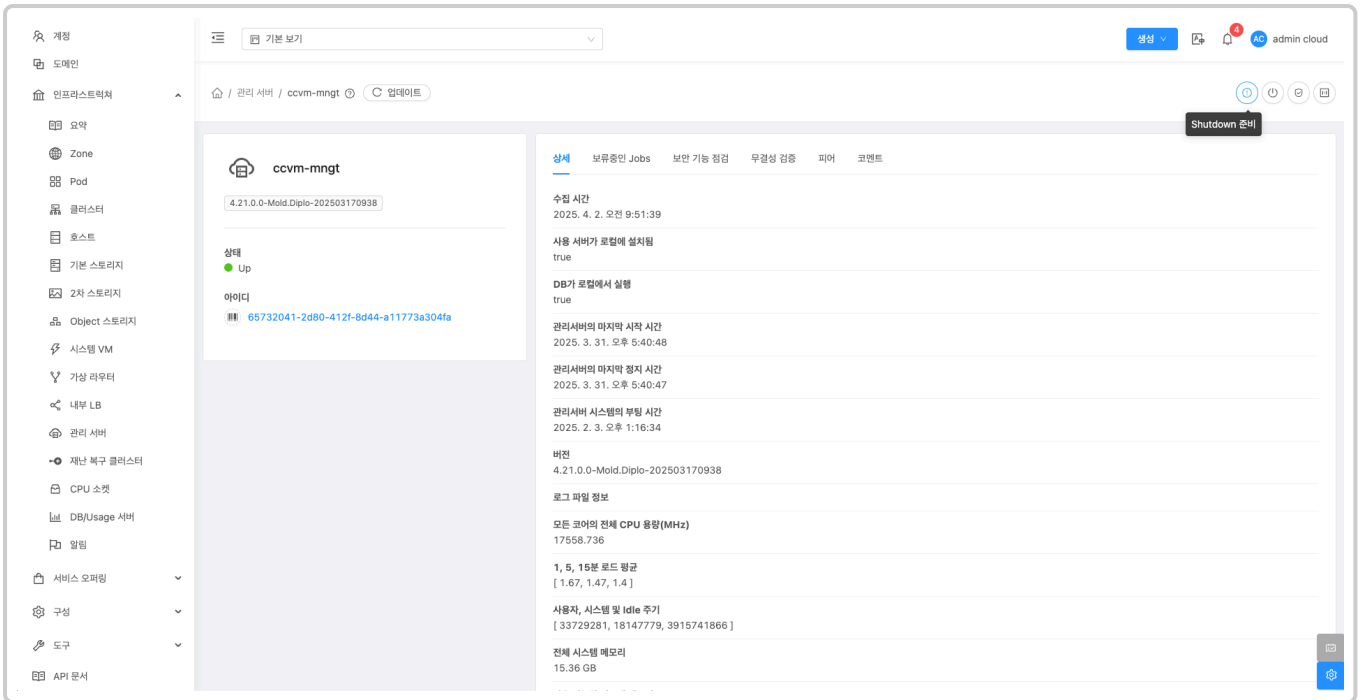 계정
도메인
인프라스트럭쳐
요약
Zone
Pod
클러스터
호스트
기본 스토리지
2차 스토리지
Object 스토리지
시스템 VM
가상 라우터
내부 LB
관리 서버
재난 복구 클러스터
CPU 소켓
DB/Usage 서버
알림
서비스 오퍼링
구성
도구
API 문서
기본 보기
생성
4
AC admin cloud
/ 관리 서버 / ccvm-mngt 업데이트
Shutdown 준비
ccvm-mngt
4.21.0.0-Mold.Diplo-202503170938
상태
Up
아이디
65732041-2d80-412f-8d44-a11773a304fa
상세 보류중인 Jobs 보안 기능 점검 무결성 검증 피어 코멘트
수집 시간
2025. 4. 2. 오전 9:51:39
사용 서버가 로컬에 설치됨
true
DB가 로컬에서 실행
true
관리서버의 마지막 시작 시간
2025. 3. 31. 오후 5:40:48
관리서버의 마지막 정지 시간
2025. 3. 31. 오후 5:40:47
관리서버 시스템의 부팅 시간
2025. 2. 3. 오후 1:16:34
버전
4.21.0.0-Mold.Diplo-202503170938
로그 파일 정보
모든 코어의 전체 CPU 용량(MHz)
17558.736
1, 5, 15분 로드 평균
[ 1.67, 1.47, 1.4 ]
사용자, 시스템 및 Idle 주기
[ 33729281, 18147779, 3915741866 ]
전체 시스템 메모리
15.36 GB